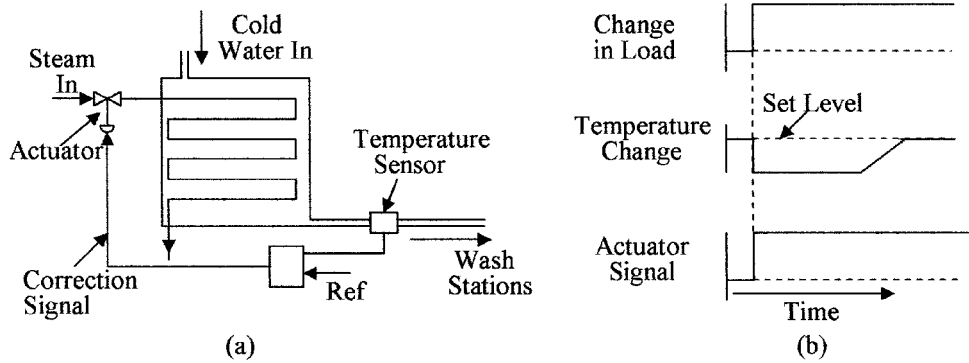 Cold
Water In
Steam
In
Actuator
Temperature
Sensor
Correction
Signal
Ref
Wash
Stations
(a)
Change
in Load
Set Level
Temperature
Change
Actuator
Signal
Time
(b)